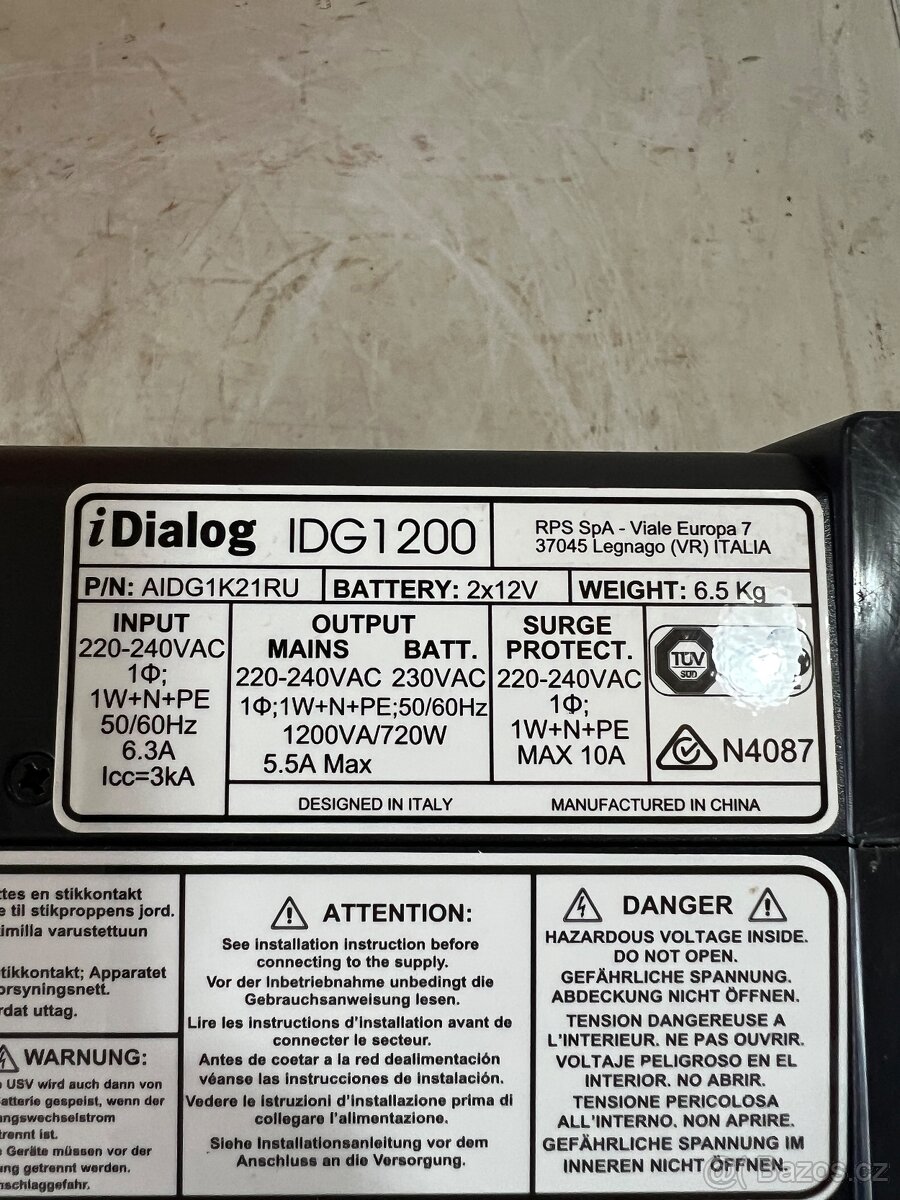 iDialog IDG1200
RPS SpA - Viale Europa 7
37045 Legnago (VR) ITALIA
P/N: AIDG1K21RU
BATTERY: 2x12V
WEIGHT: 6.5 Kg
INPUT
220-240VAC
1Φ;
1W+N+PE
50/60Hz
6.3A
Icc=3kA
OUTPUT
MAINS BATT.
220-240VAC 230VAC
1Φ;1W+N+PE;50/60Hz
1200VA/720W
5.5A Max
SURGE
PROTECT.
220-240VAC
1Φ;
1W+N+PE
MAX 10A
TÜV
SÜD
N4087
DESIGNED IN ITALY
MANUFACTURED IN CHINA
en stikkontakt
til stikproppens jord.
varustettuun
Apparatet
uttag.
WARNUNG:
USV wird auch dann von
gespeist, wenn der
ist.
Geräte müssen vor der
getrennt werden.
ATTENTION:
See installation instruction before
connecting to the supply.
Vor der Inbetriebnahme unbedingt die
Gebrauchsanweisung lesen.
Lire les instructions d'installation avant de
connecter le secteur.
Antes de coetar a la red dealimentación
véanse las instrucciones de instalación.
Vedere le istruzioni d'installazione prima di
collegare l'alimentazione.
Siehe Installationsanleitung vor dem
Anschluss an die Versorgung.
DANGER
HAZARDOUS VOLTAGE INSIDE.
DO NOT OPEN.
GEFÄHRLICHE SPANNUNG.
ABDECKUNG NICHT ÖFFNEN.
TENSION DANGEREUSE A
L'INTERIEUR. NE PAS OUVRIR.
VOLTAJE PELIGROSO EN EL
INTERIOR. NO ABRIR.
TENSIONE PERICOLOSA
ALL'INTERNO. NON APRIRE.
GEFÄHRLICHE SPANNUNG IM
INNEREN NICHT ÖFFNEN.
Bazos.cz